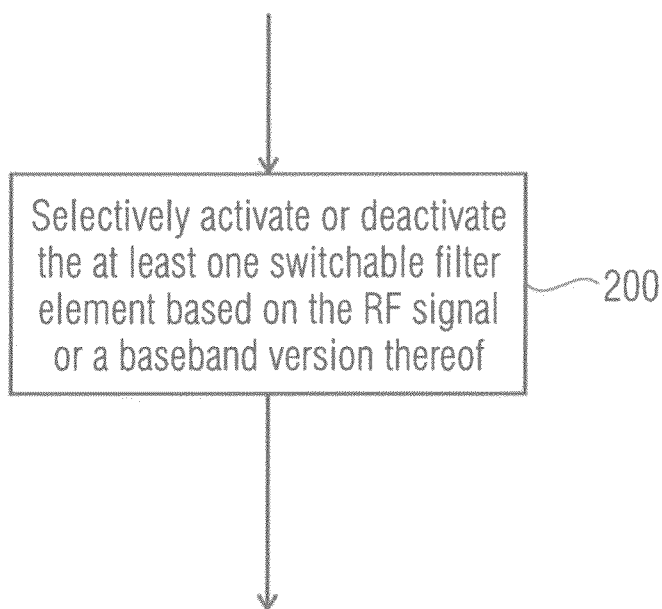 Selectively activate or deactivate
the at least one switchable filter
element based on the RF signal
or a baseband version thereof
200